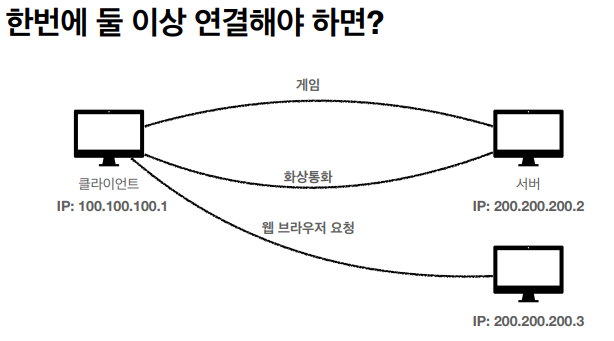 한번에 둘 이상 연결해야 하면?
게임
클라이언트
IP: 100.100.100.1
화상통화
서버
IP: 200.200.200.2
웹 브라우저 요청
IP: 200.200.200.3